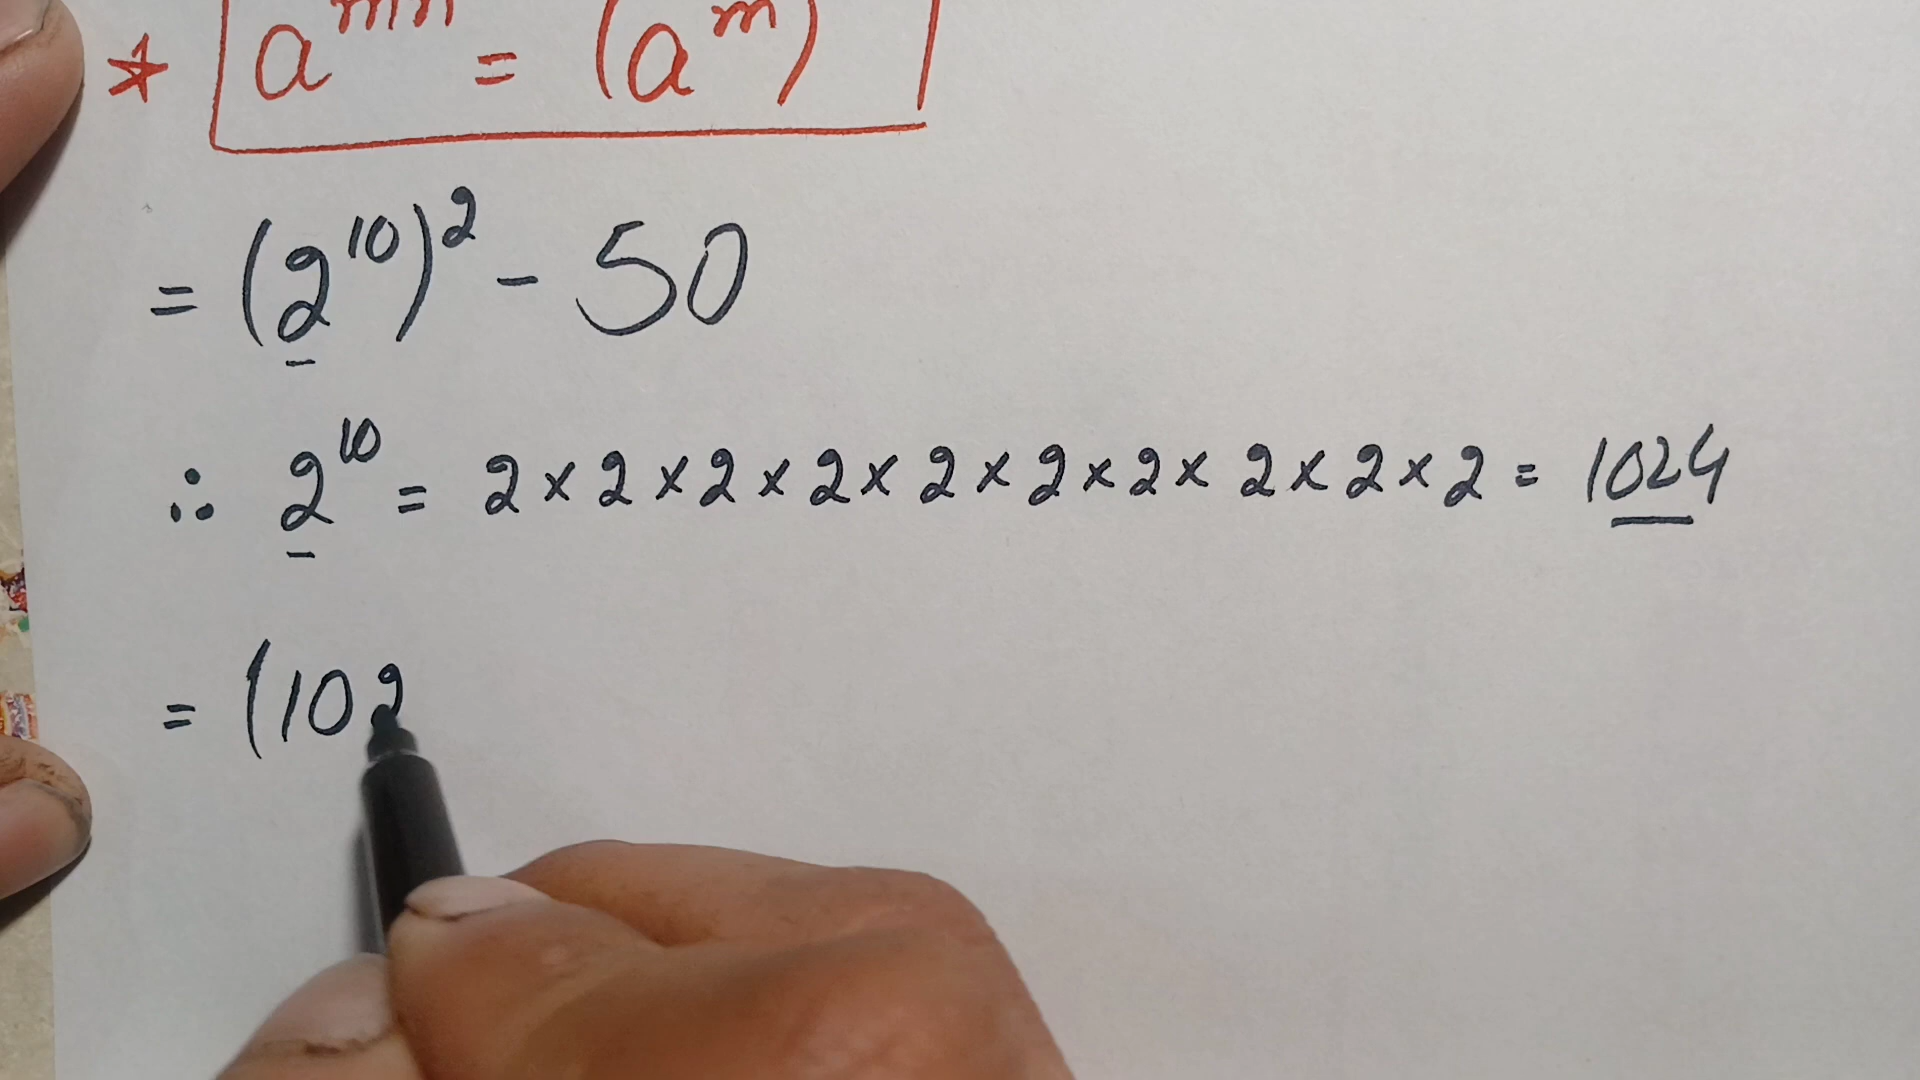 * a^mn = (a^m)
= (2^10)^2 - 50
∴ 2^10 = 2 × 2 × 2 × 2 × 2 × 2 × 2 × 2 × 2 × 2 = 1024
= (102